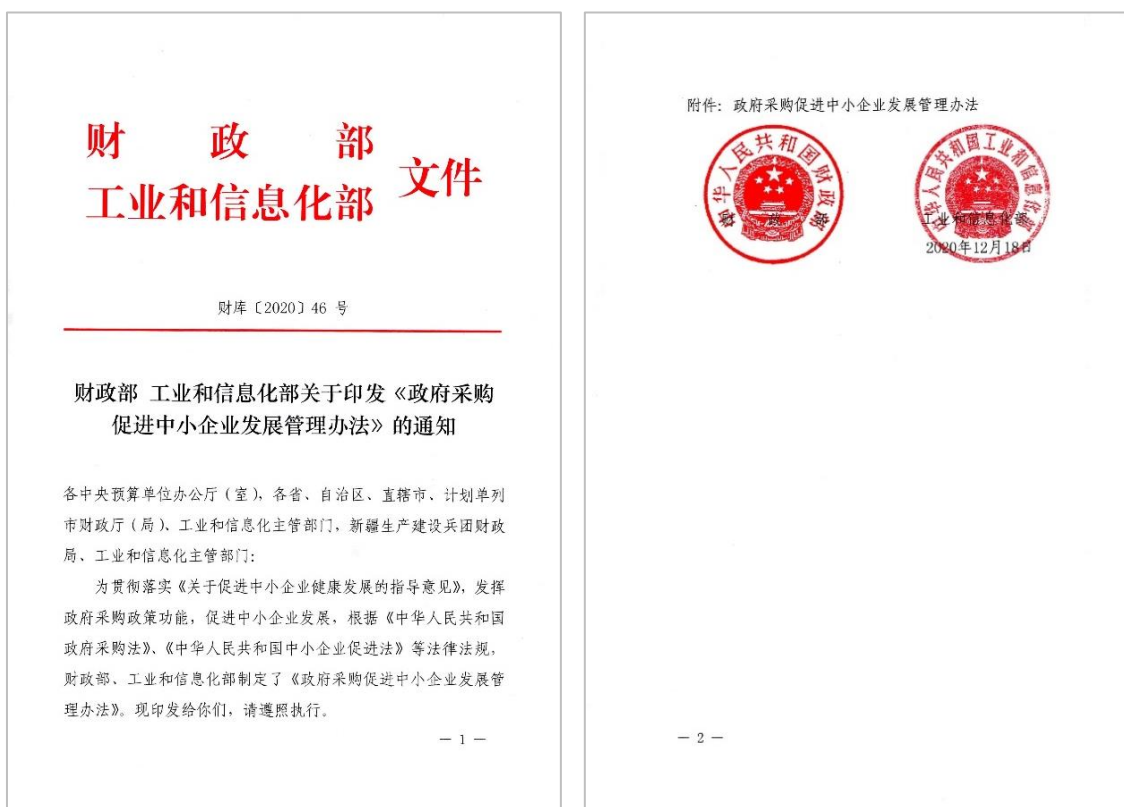 财 政 部
工业和信息化部 文件
财库〔2020〕46 号
财政部 工业和信息化部关于印发《政府采购
促进中小企业发展管理办法》的通知
各中央预算单位办公厅(室),各省、自治区、直辖市、计划单列
市财政厅(局)、工业和信息化主管部门,新疆生产建设兵团财政
局、工业和信息化主管部门:
为贯彻落实《关于促进中小企业健康发展的指导意见》,发挥
政府采购政策功能,促进中小企业发展,根据《中华人民共和国
政府采购法》、《中华人民共和国中小企业促进法》等法律法规,
财政部、工业和信息化部制定了《政府采购促进中小企业发展管
理办法》。现印发给你们,请遵照执行。
— 1 —
附件: 政府采购促进中小企业发展管理办法
中华人民共和国财政部
中华人民共和国工业和信息化部
财 政 部
工业和信息化部
2020年12月18日
— 2 —